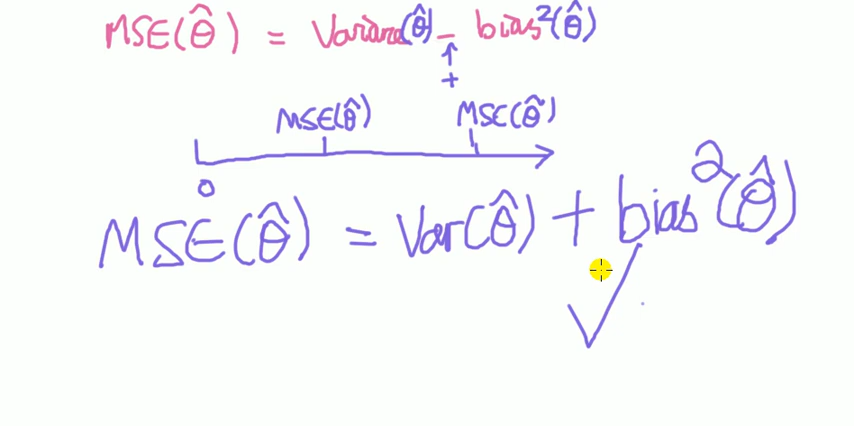 MSE(θ̂) = Variance(θ̂) − bias²(θ̂)
↑
+
MSE(θ̂) MSE(θ̂)
0
MSE(θ̂) = Var(θ̂) + bias²(θ̂)